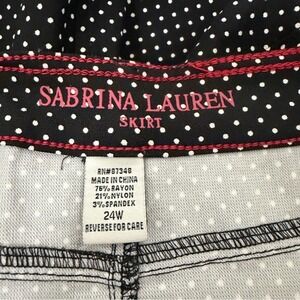 SABRINA LAUREN
SKIRT
RN#87348
MADE IN CHINA
76% RAYON
21% NYLON
3% SPANDEX
24W
REVERSE FOR CARE